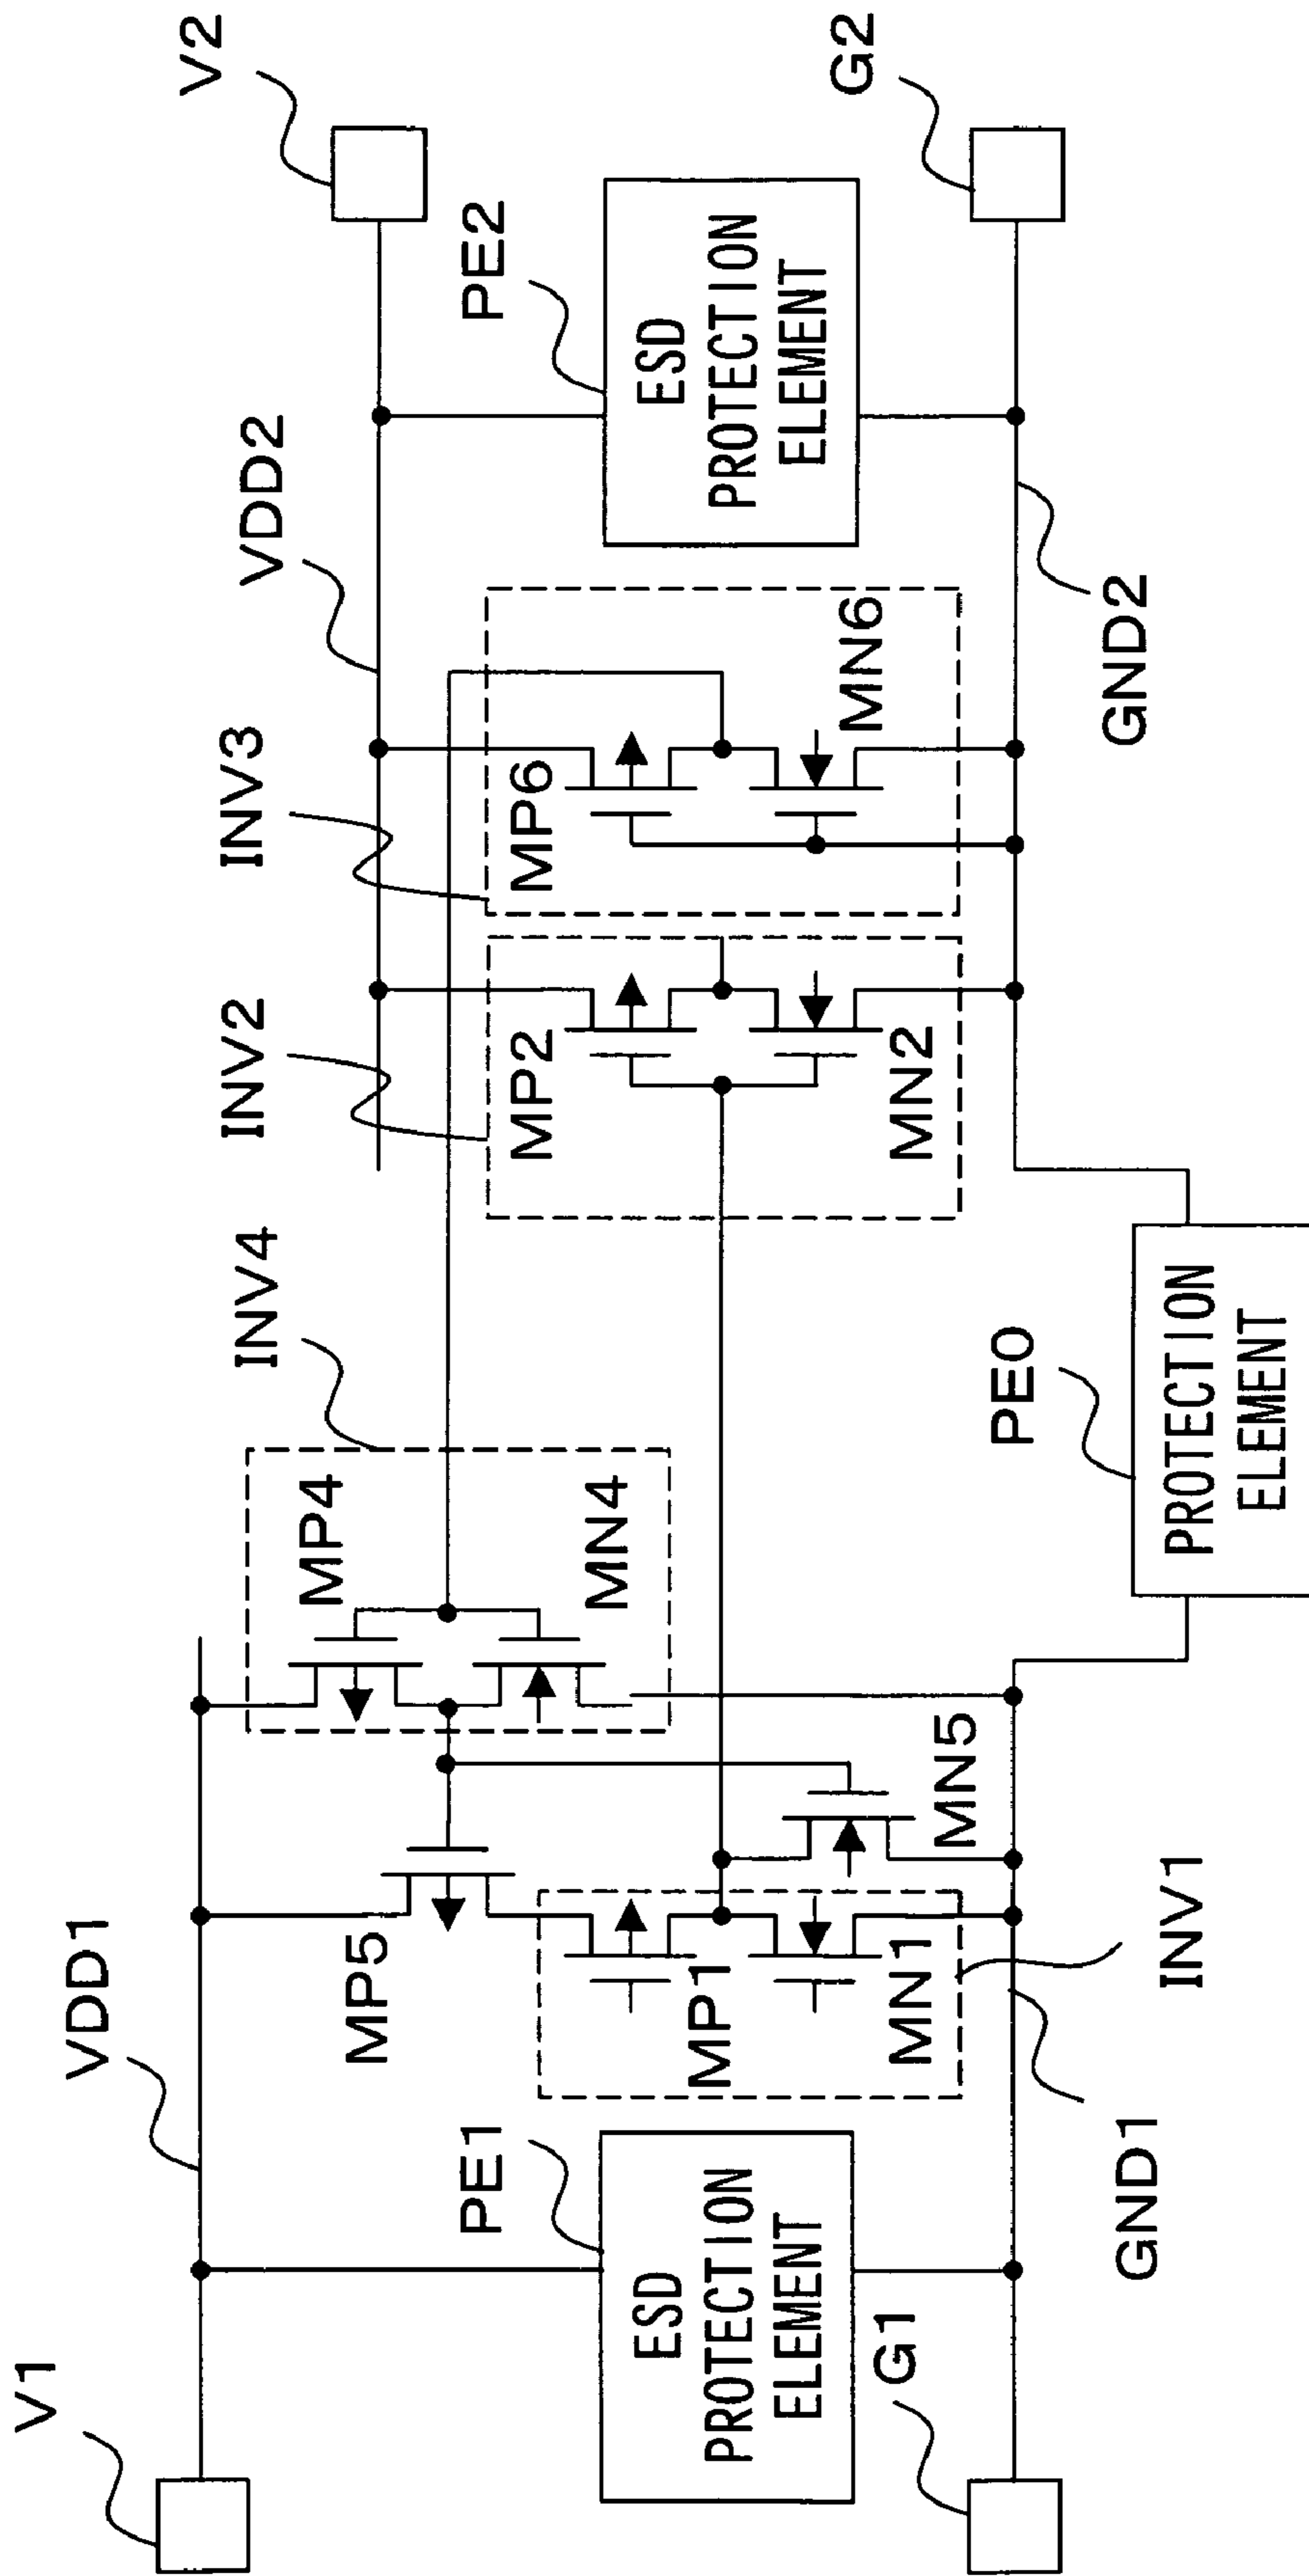 V1
VDD1
INV4
INV2
INV3
VDD2
V2
MP5
MP4
MN4
MP2
MP6
PE1
ESD
PROTECTION
ELEMENT
MP1
MN1
MN5
MN2
MN6
PE2
ESD
PROTECTION
ELEMENT
G1
G2
GND1
INV1
PE0
GND2
PROTECTION
ELEMENT